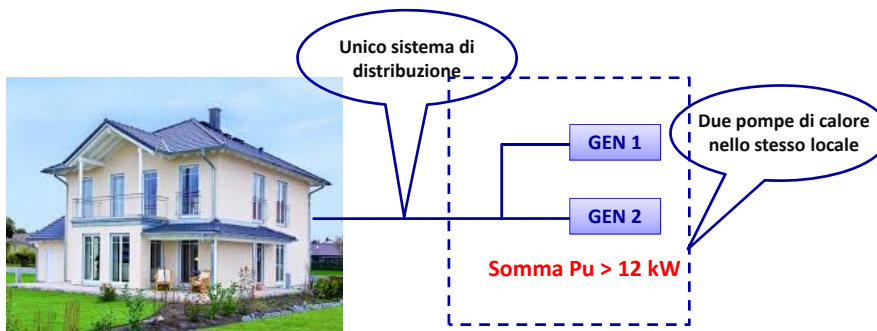 Unico sistema di
distribuzione
Due pompe di calore
nello stesso locale
GEN 1
GEN 2
Somma Pu > 12 kW